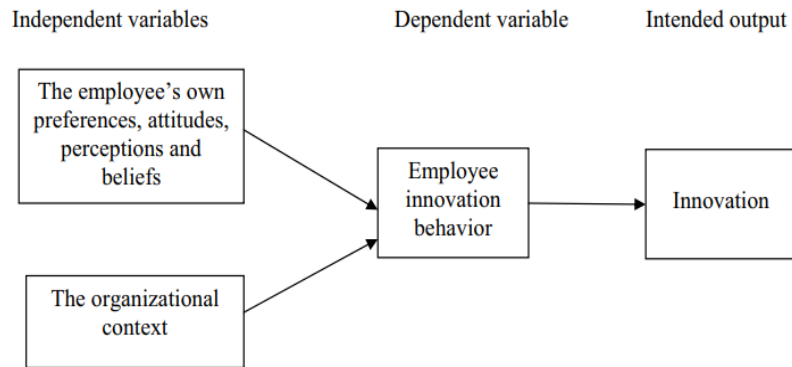 Independent variables
Dependent variable
Intended output
The employee’s own
preferences, attitudes,
perceptions and
beliefs
Employee
innovation
behavior
Innovation
The organizational
context